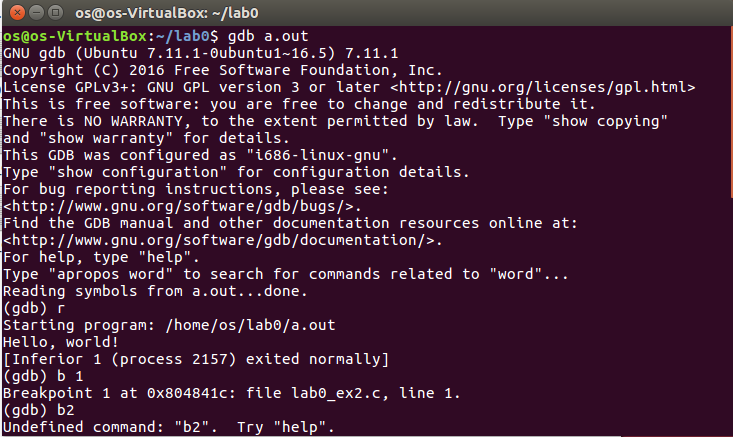 os@os-VirtualBox: ~/lab0
os@os-VirtualBox:~/lab0$ gdb a.out
GNU gdb (Ubuntu 7.11.1-0ubuntu1~16.5) 7.11.1
Copyright (C) 2016 Free Software Foundation, Inc.
License GPLv3+: GNU GPL version 3 or later <http://gnu.org/licenses/gpl.html>
This is free software: you are free to change and redistribute it.
There is NO WARRANTY, to the extent permitted by law.  Type "show copying"
and "show warranty" for details.
This GDB was configured as "i686-linux-gnu".
Type "show configuration" for configuration details.
For bug reporting instructions, please see:
<http://www.gnu.org/software/gdb/bugs/>.
Find the GDB manual and other documentation resources online at:
<http://www.gnu.org/software/gdb/documentation/>.
For help, type "help".
Type "apropos word" to search for commands related to "word"...
Reading symbols from a.out...done.
(gdb) r
Starting program: /home/os/lab0/a.out
Hello, world!
[Inferior 1 (process 2157) exited normally]
(gdb) b 1
Breakpoint 1 at 0x804841c: file lab0_ex2.c, line 1.
(gdb) b2
Undefined command: "b2".  Try "help".